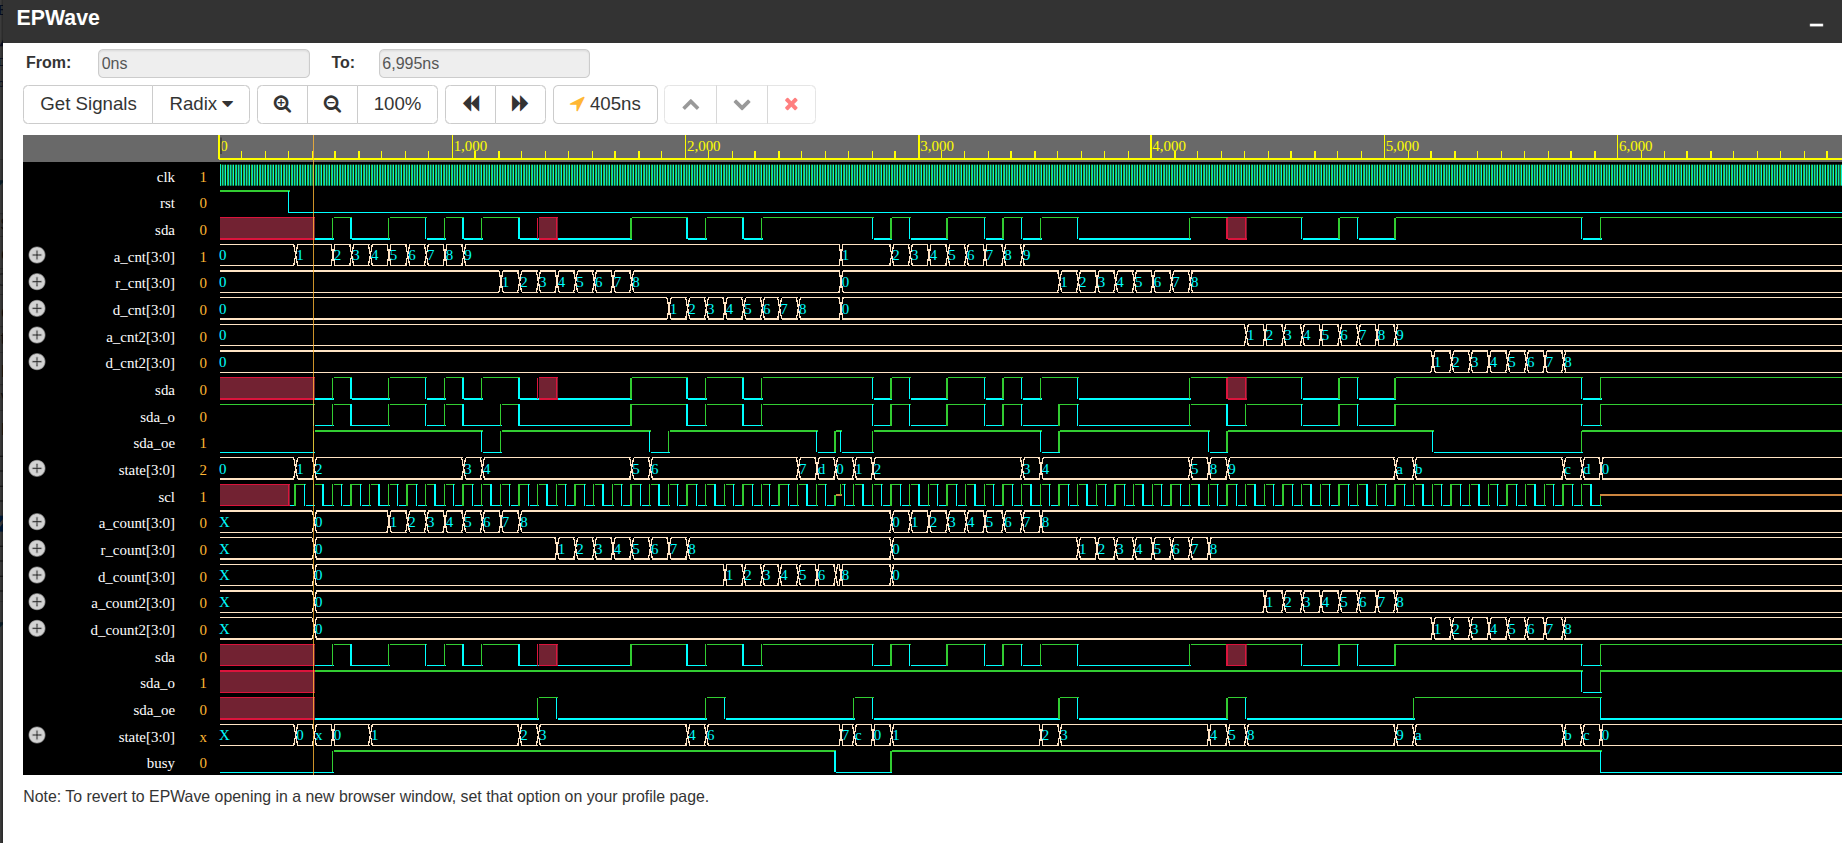 EPWave
From: 0ns To: 6,995ns
Get Signals Radix 100% 405ns
0 1,000 2,000 3,000 4,000 5,000 6,000
clk 1
rst 0
sda 0
a_cnt[3:0] 1 0 1 2 3 4 5 6 7 8 9 1 2 3 4 5 6 7 8 9
r_cnt[3:0] 0 0 1 2 3 4 5 6 7 8 0 1 2 3 4 5 6 7 8
d_cnt[3:0] 0 0 1 2 3 4 5 6 7 8 0
a_cnt2[3:0] 0 0 1 2 3 4 5 6 7 8 9
d_cnt2[3:0] 0 0 1 2 3 4 5 6 7 8
sda 0
sda_o 0
sda_oe 1
state[3:0] 2 0 1 2 3 4 5 6 7 d 0 1 2 3 4 5 8 9 a b c d 0
scl 1
a_count[3:0] 0 X 0 1 2 3 4 5 6 7 8 0 1 2 3 4 5 6 7 8
r_count[3:0] 0 X 0 1 2 3 4 5 6 7 8 0 1 2 3 4 5 6 7 8
d_count[3:0] 0 X 0 1 2 3 4 5 6 8 0
a_count2[3:0] 0 X 0 1 2 3 4 5 6 7 8
d_count2[3:0] 0 X 0 1 2 3 4 5 6 7 8
sda 0
sda_o 1
sda_oe 0
state[3:0] x X 0 x 0 1 2 3 4 6 7 c 0 1 2 3 4 5 8 9 a b c 0
busy 0
Note: To revert to EPWave opening in a new browser window, set that option on your profile page.